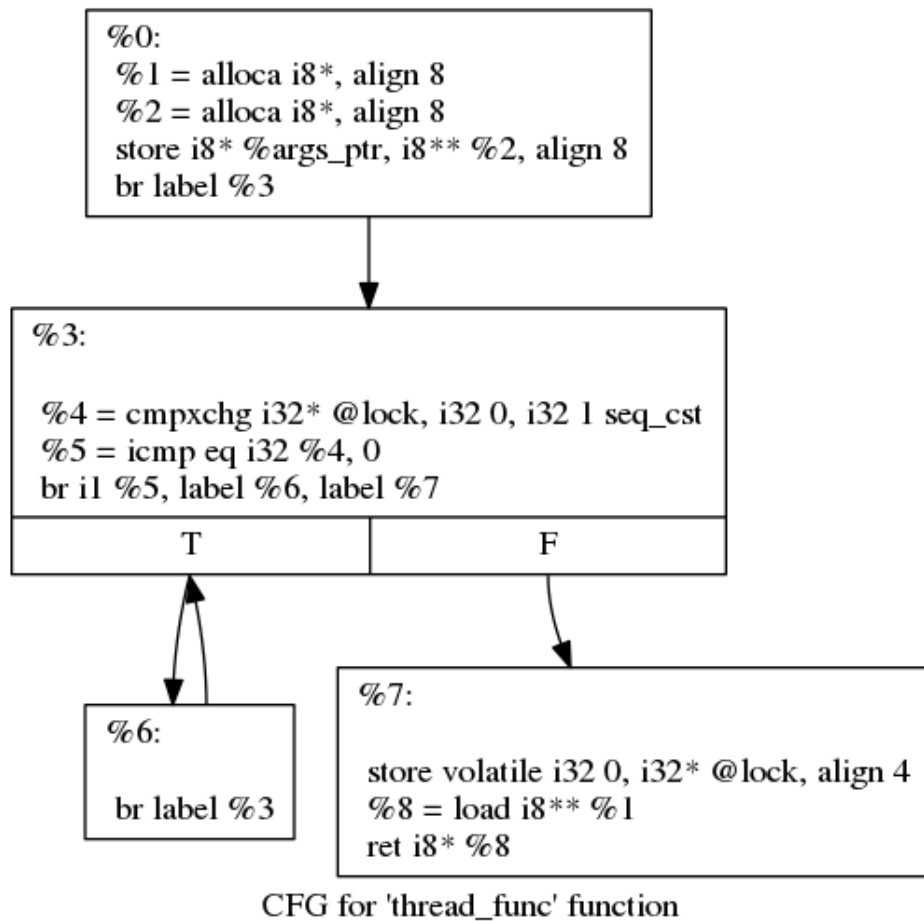 %0:
%1 = alloca i8*, align 8
%2 = alloca i8*, align 8
store i8* %args_ptr, i8** %2, align 8
br label %3
%3:
%4 = cmpxchg i32* @lock, i32 0, i32 1 seq_cst
%5 = icmp eq i32 %4, 0
br i1 %5, label %6, label %7
T F
%6:
br label %3
%7:
store volatile i32 0, i32* @lock, align 4
%8 = load i8** %1
ret i8* %8
CFG for 'thread_func' function